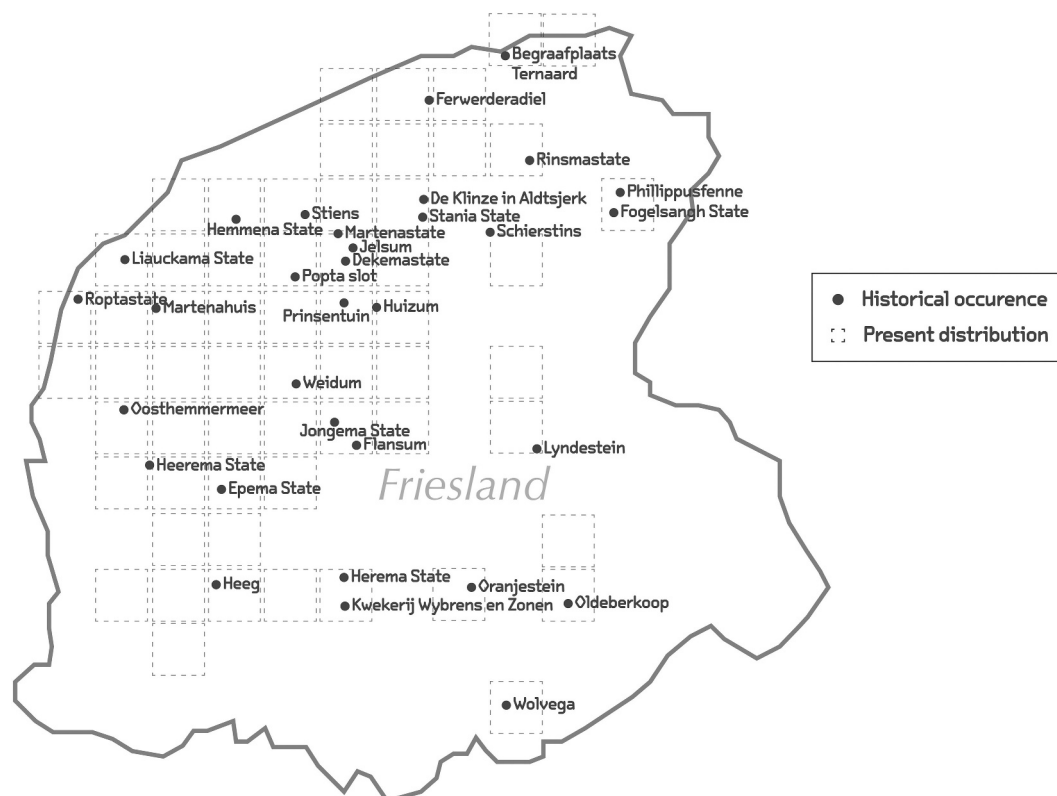 Begraafplaats
Ternaard
Ferwerderadiel
Rinsmastate
Phillippusfenne
De Klinze in Aldtsjerk
Fogelsangh State
Stiens
Stania State
Hemmena State
Martenastate
Schierstins
Jelsum
Liauckama State
Dekemastate
Popta slot
Roptastate
Martenahuis
Prinsentuin
Huizum
Historical occurence
Present distribution
Weidum
Oosthemmermeer
Jongema State
Flansum
Lyndestein
Heerema State
Epema State
Friesland
Heeg
Herema State
Oranjestein
Kwekerij Wybrens en Zonen
Oldeberkoop
Wolvega